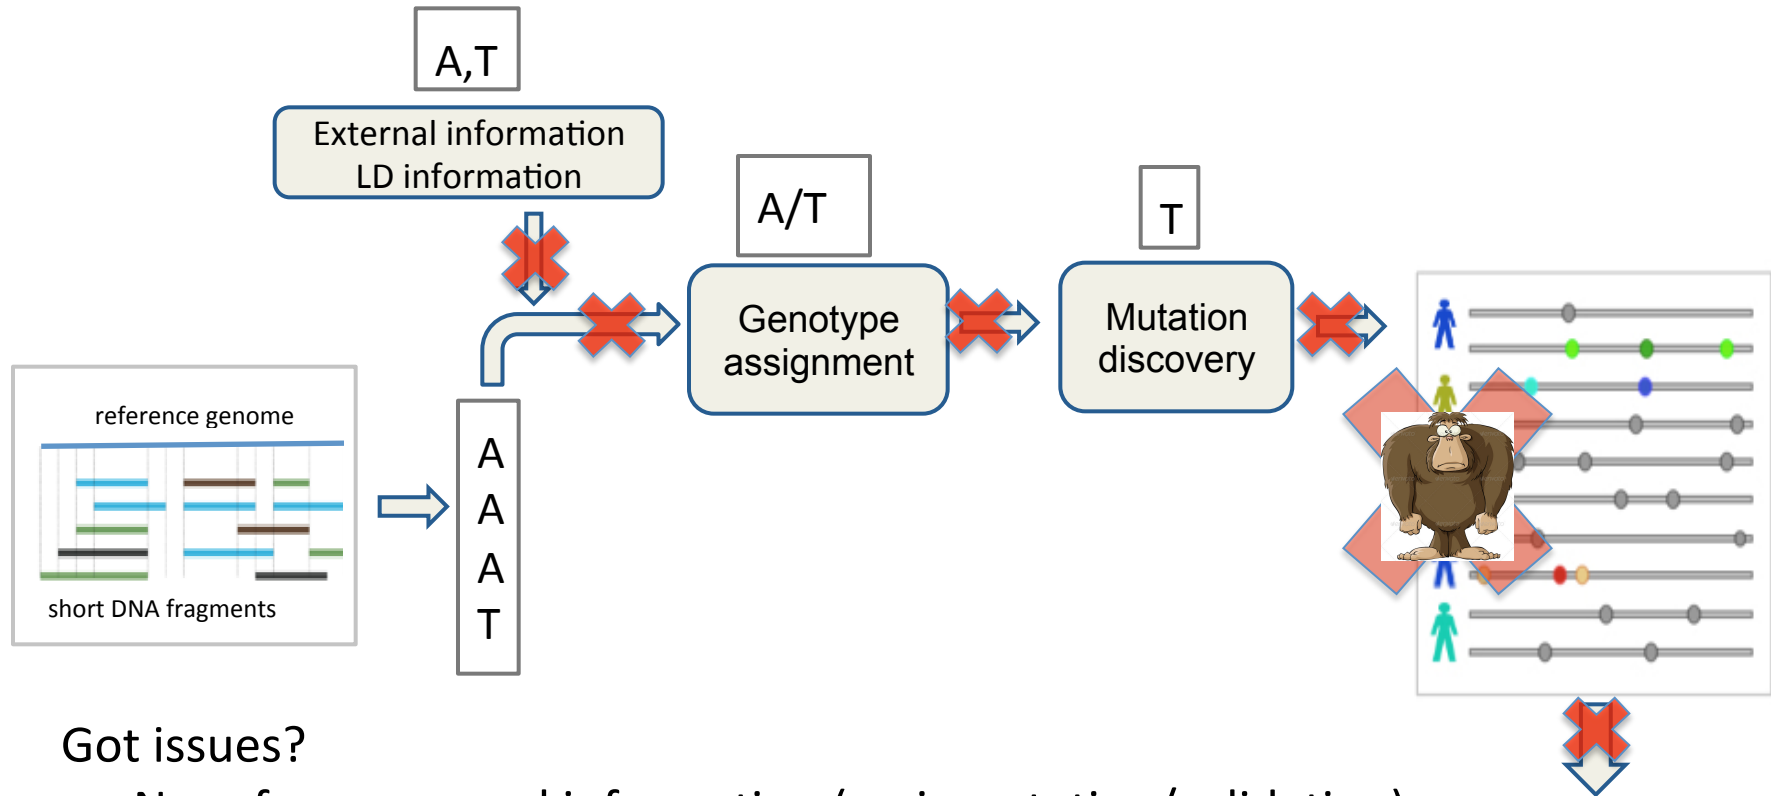 A,T
External information
LD information
A/T
T
Genotype
assignment
Mutation
discovery
reference genome
short DNA fragments
A
A
A
T
Got issues?